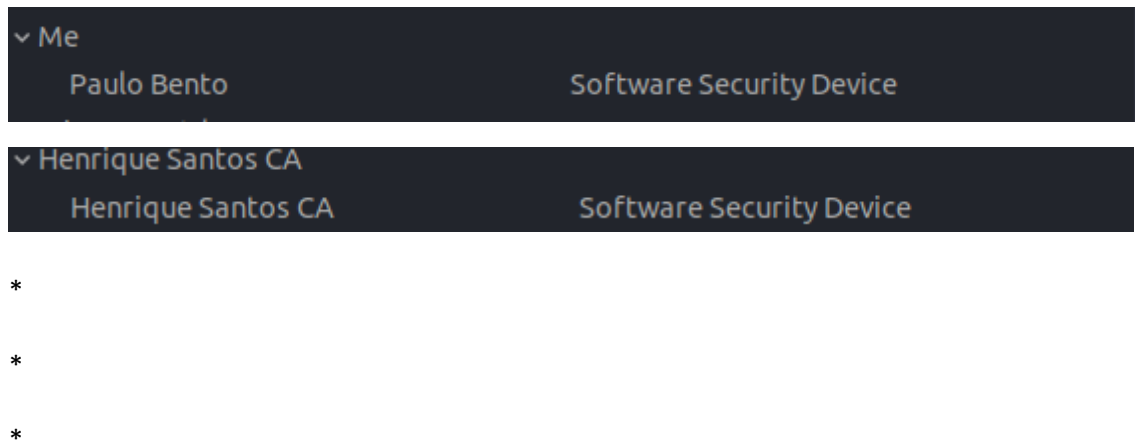 Me
Paulo Bento Software Security Device
Henrique Santos CA
Henrique Santos CA Software Security Device
*
*
*